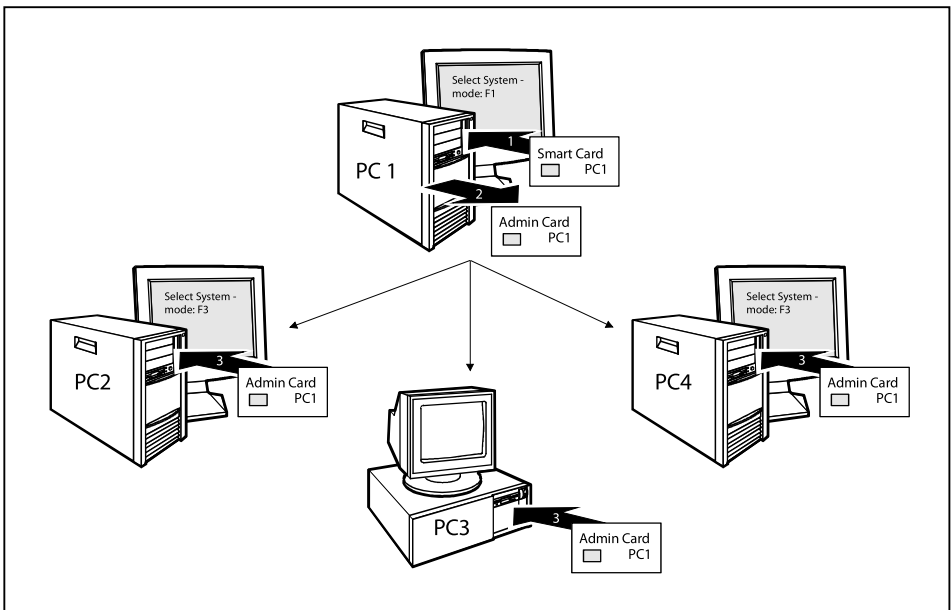 Select System -
mode: F1
PC 1
1
Smart Card
PC1
2
Admin Card
PC1
Select System -
mode: F3
PC2
3
Admin Card
PC1
Select System -
mode: F3
PC4
3
Admin Card
PC1
PC3
3
Admin Card
PC1